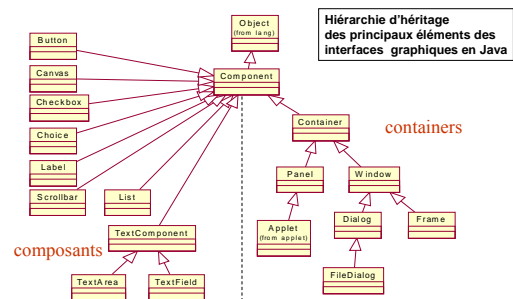 Hiérarchie d'héritage
des principaux éléments des
interfaces graphiques en Java
Object
(from lang)
Button
Canvas
Component
Checkbox
Choice
Container
containers
Label
Panel
Window
Scrollbar
List
TextComponent
Applet
(from applet)
Dialog
Frame
composants
TextArea
TextField
FileDialog